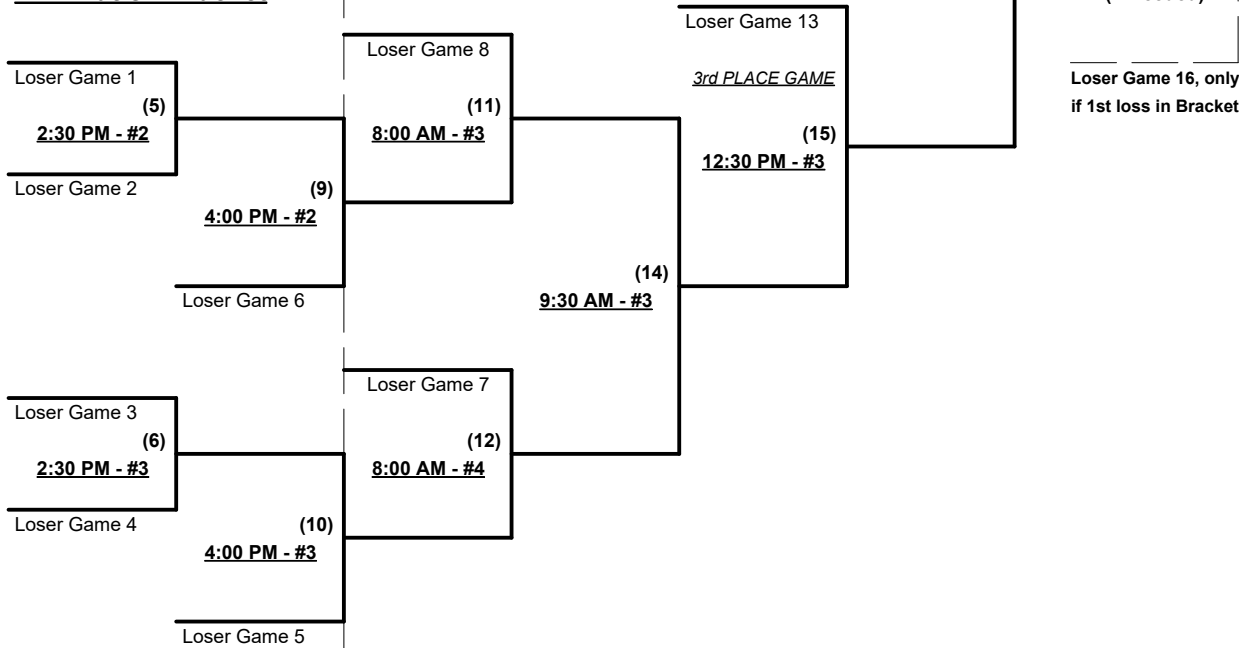 Loser Game 13
Loser Game 8
Loser Game 1
3rd PLACE GAME
Loser Game 16, only
if 1st loss in Bracket
(5)
2:30 PM - #2
(11)
8:00 AM - #3
(15)
12:30 PM - #3
Loser Game 2
(9)
4:00 PM - #2
(14)
9:30 AM - #3
Loser Game 6
Loser Game 7
Loser Game 3
(6)
2:30 PM - #3
(12)
8:00 AM - #4
Loser Game 4
(10)
4:00 PM - #3
Loser Game 5